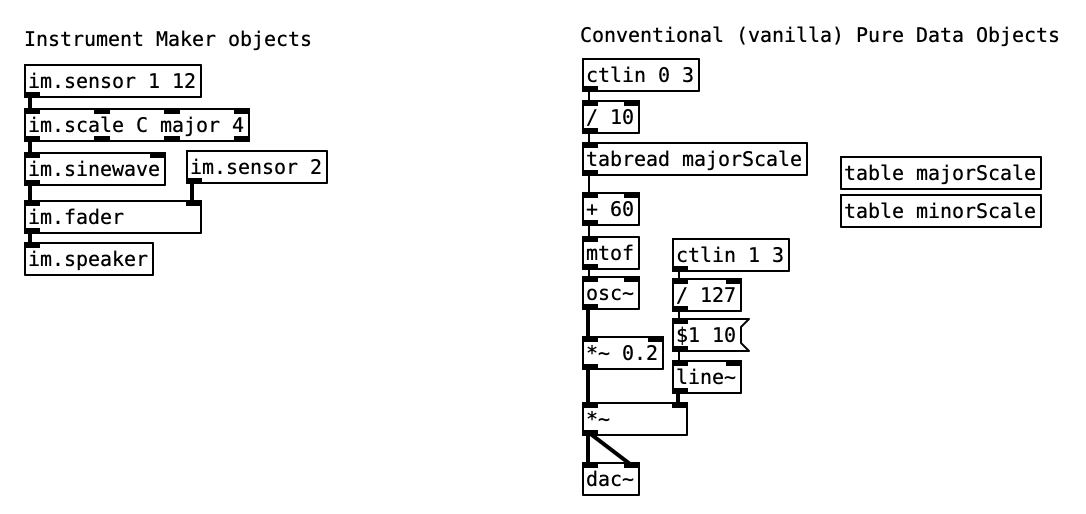 Instrument Maker objects
im.sensor 1 12
im.scale C major 4
im.sinewave
im.sensor 2
im.fader
im.speaker
Conventional (vanilla) Pure Data Objects
ctlin 0 3
/ 10
tabread majorScale
table majorScale
table minorScale
+ 60
mtof
ctlin 1 3
osc~
/ 127
$1 10
*~ 0.2
line~
*~
dac~